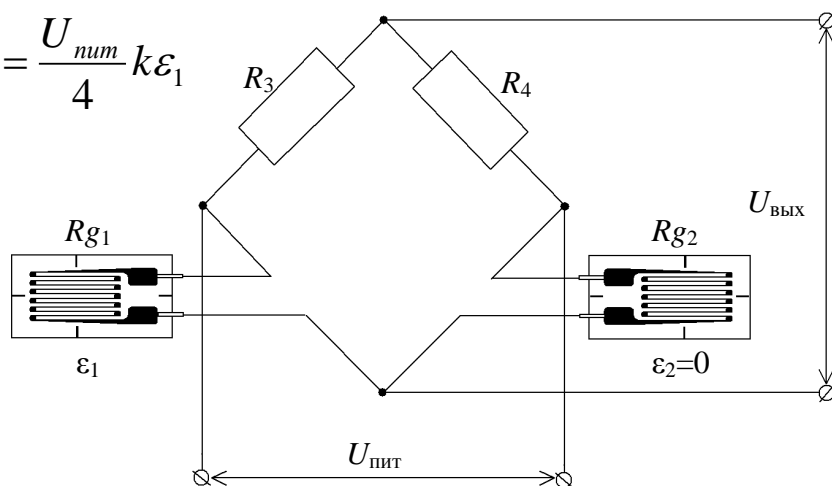 = U_пит / 4 kε₁
R₃
R₄
U_вых
Rg₁
Rg₂
ε₁
ε₂=0
U_пит